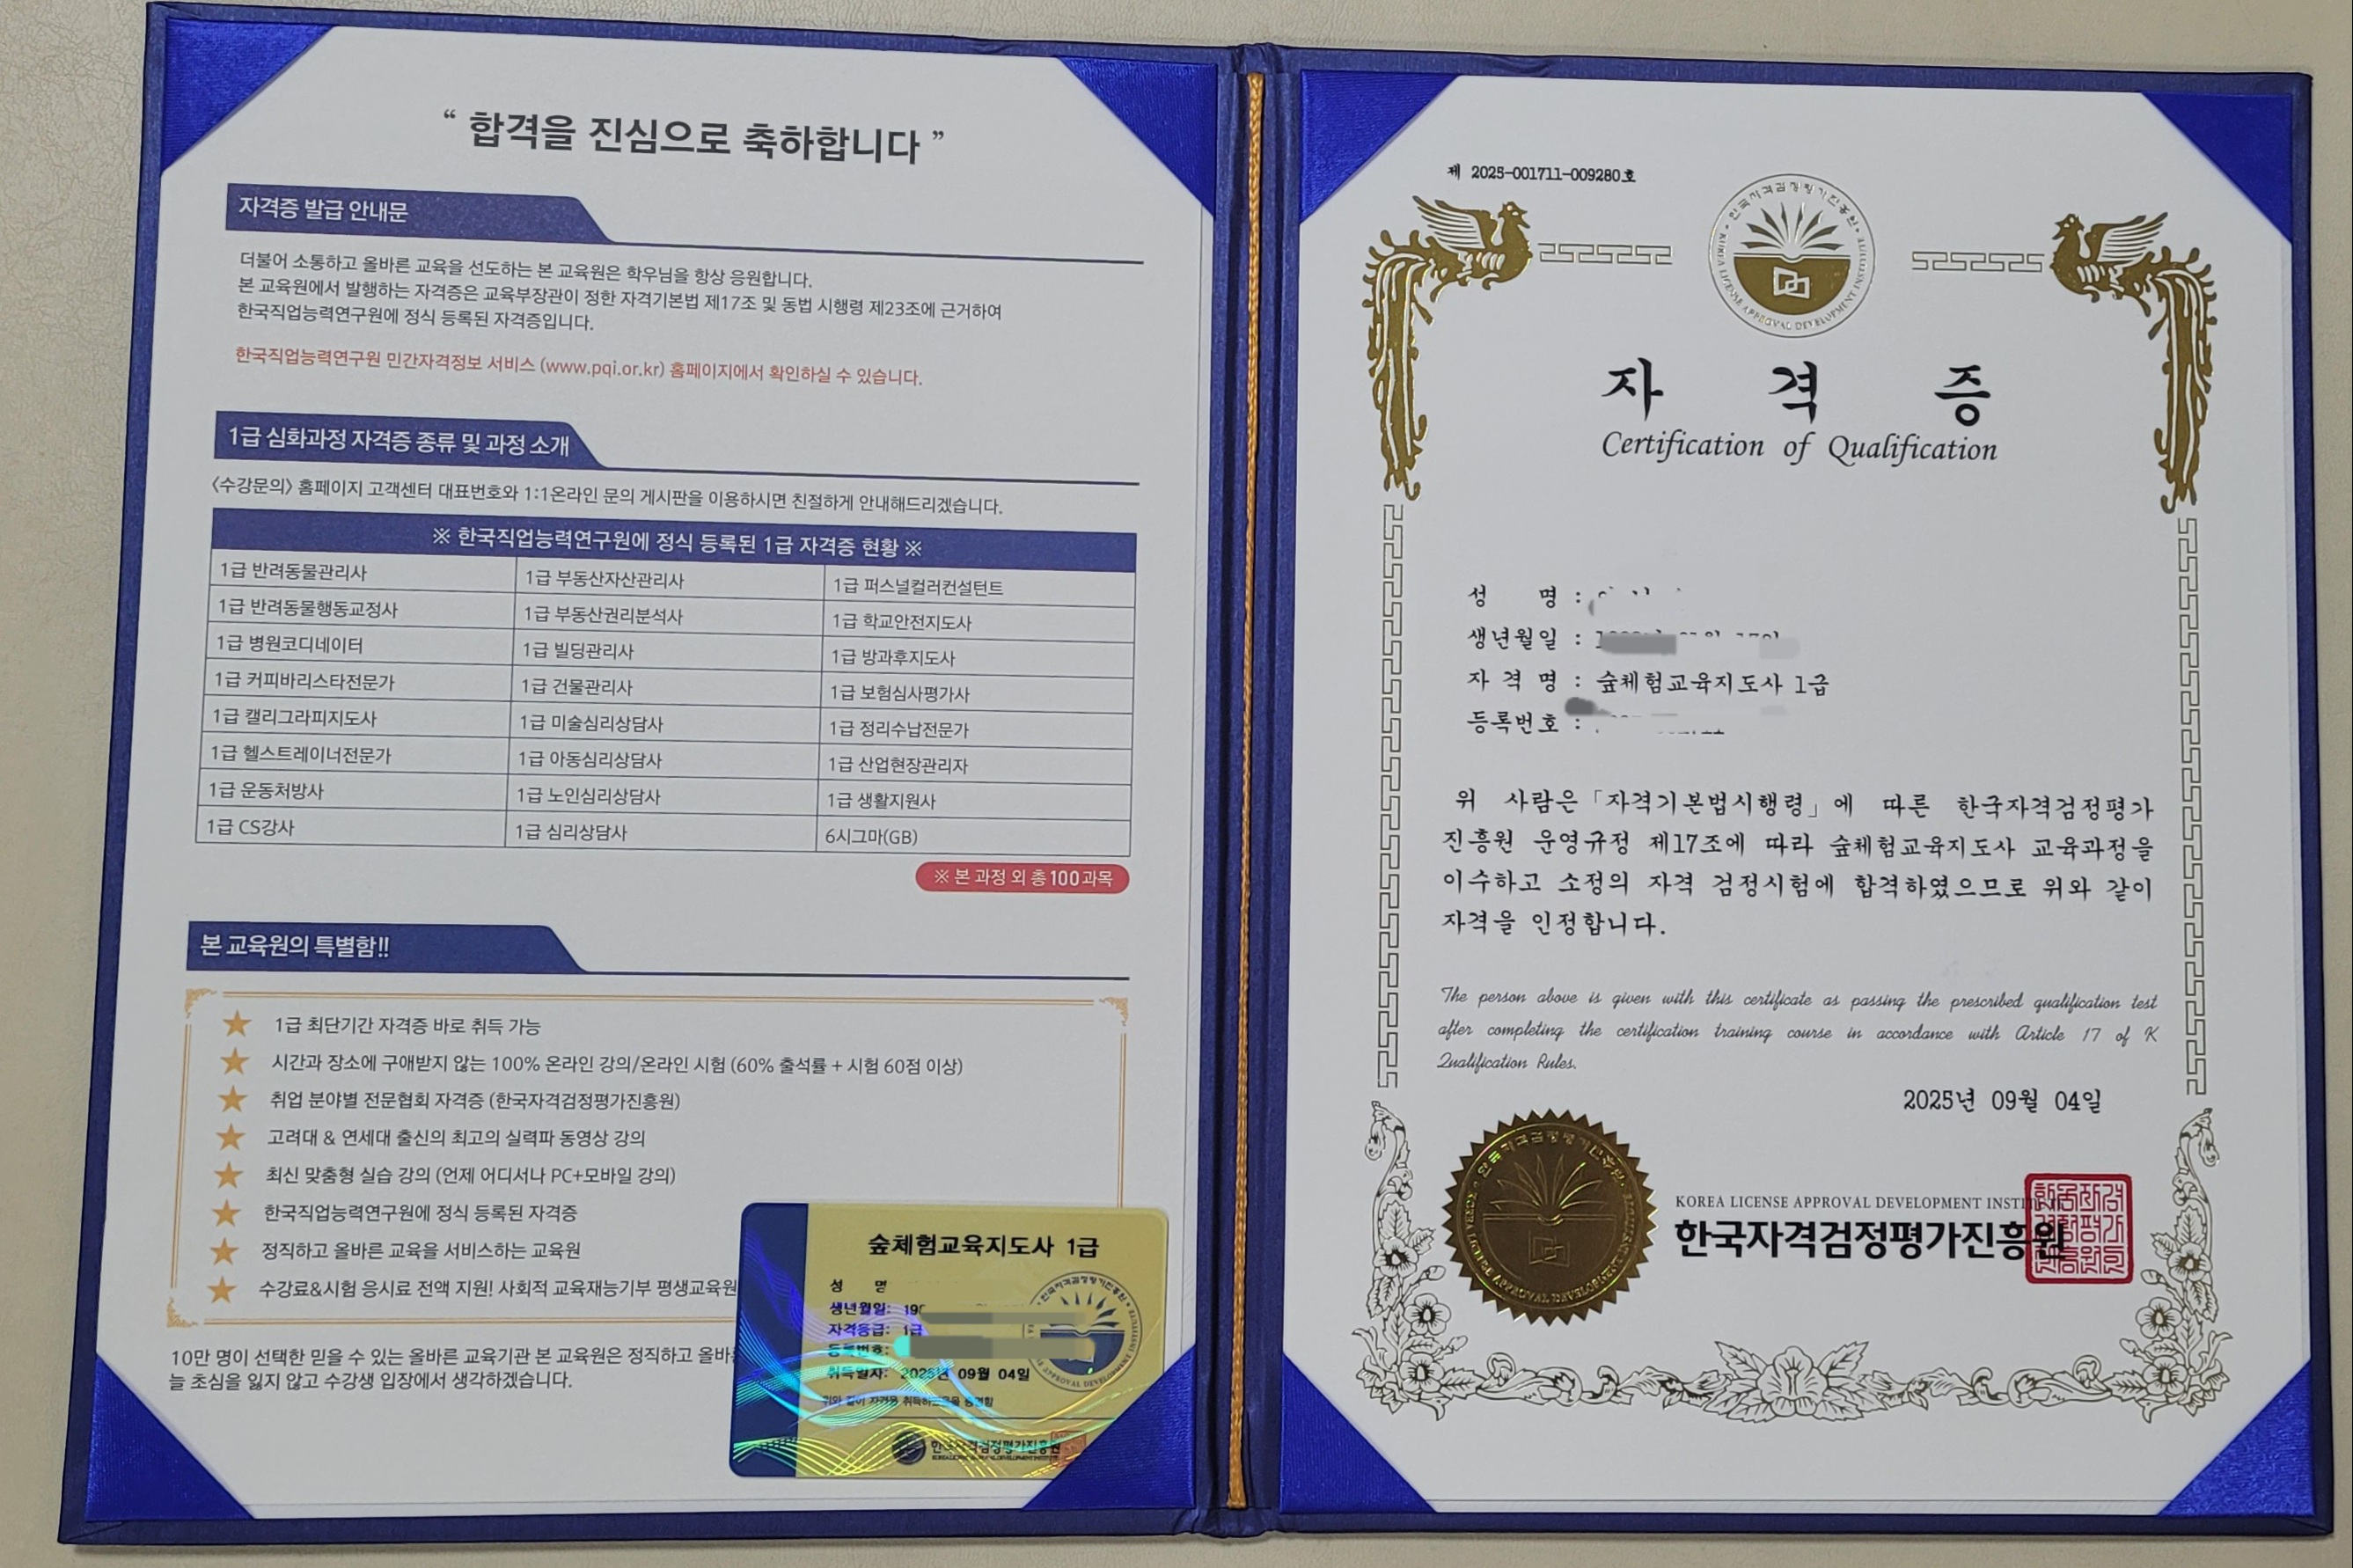 “ 합격을 진심으로 축하합니다 ”
자격증 발급 안내문
더불어 소통하고 올바른 교육을 선도하는 본 교육원은 학우님을 항상 응원합니다.
본 교육원에서 발행하는 자격증은 교육부장관이 정한 자격기본법 제17조 및 동법 시행령 제23조에 근거하여
한국직업능력연구원에 정식 등록된 자격증입니다.
한국직업능력연구원 민간자격정보 서비스 (www.pqi.or.kr) 홈페이지에서 확인하실 수 있습니다.
1급 심화과정 자격증 종류 및 과정 소개
<수강문의> 홈페이지 고객센터 대표번호와 1:1온라인 문의 게시판을 이용하시면 친절하게 안내해드리겠습니다.
※ 한국직업능력연구원에 정식 등록된 1급 자격증 현황 ※
1급 반려동물관리사 1급 부동산자산관리사 1급 퍼스널컬러컨설턴트
1급 반려동물행동교정사 1급 부동산권리분석사 1급 학교안전지도사
1급 병원코디네이터 1급 빌딩관리사 1급 방과후지도사
1급 커피바리스타전문가 1급 건물관리사 1급 보험심사평가사
1급 캘리그라피지도사 1급 미술심리상담사 1급 정리수납전문가
1급 헬스트레이너전문가 1급 아동심리상담사 1급 산업현장관리자
1급 운동처방사 1급 노인심리상담사 1급 생활지원사
1급 CS강사 1급 심리상담사 6시그마(GB)
※ 본 과정 외 총 100과목
본 교육원의 특별함!!
1급 최단기간 자격증 바로 취득 가능
시간과 장소에 구애받지 않는 100% 온라인 강의/온라인 시험 (60% 출석률 + 시험 60점 이상)
취업 분야별 전문협회 자격증 (한국자격검정평가진흥원)
고려대 & 연세대 출신의 최고의 실력파 동영상 강의
최신 맞춤형 실습 강의 (언제 어디서나 PC+모바일 강의)
한국직업능력연구원에 정식 등록된 자격증
정직하고 올바른 교육을 서비스하는 교육원
수강료&시험 응시료 전액 지원! 사회적 교육재능기부 평생교육원
10만 명이 선택한 믿을 수 있는 올바른 교육기관 본 교육원은 정직하고
늘 초심을 잃지 않고 수강생 입장에서 생각하겠습니다.
숲체험교육지도사 1급
성 명
생년월일:
자격등급: 1급
등록번호:
취득일자: 2025년 09월 04일
한국자격검정평가진흥원
제 2025-001711-009280호
한국자격검정평가진흥원
KOREA LICENSE APPROVAL DEVELOPMENT INSTITUTE
자 격 증
Certification of Qualification
성 명 :
생년월일 :
자 격 명 : 숲체험교육지도사 1급
등록번호 :
위 사람은 「자격기본법시행령」에 따른 한국자격검정평가
진흥원 운영규정 제17조에 따라 숲체험교육지도사 교육과정을
이수하고 소정의 자격 검정시험에 합격하였으므로 위와 같이
자격을 인정합니다.
The person above is given with this certificate as passing the prescribed qualification test
after completing the certification training course in accordance with Article 17 of K
Qualification Rules.
2025년 09월 04일
KOREA LICENSE APPROVAL DEVELOPMENT INSTITUTE
한국자격검정평가진흥원